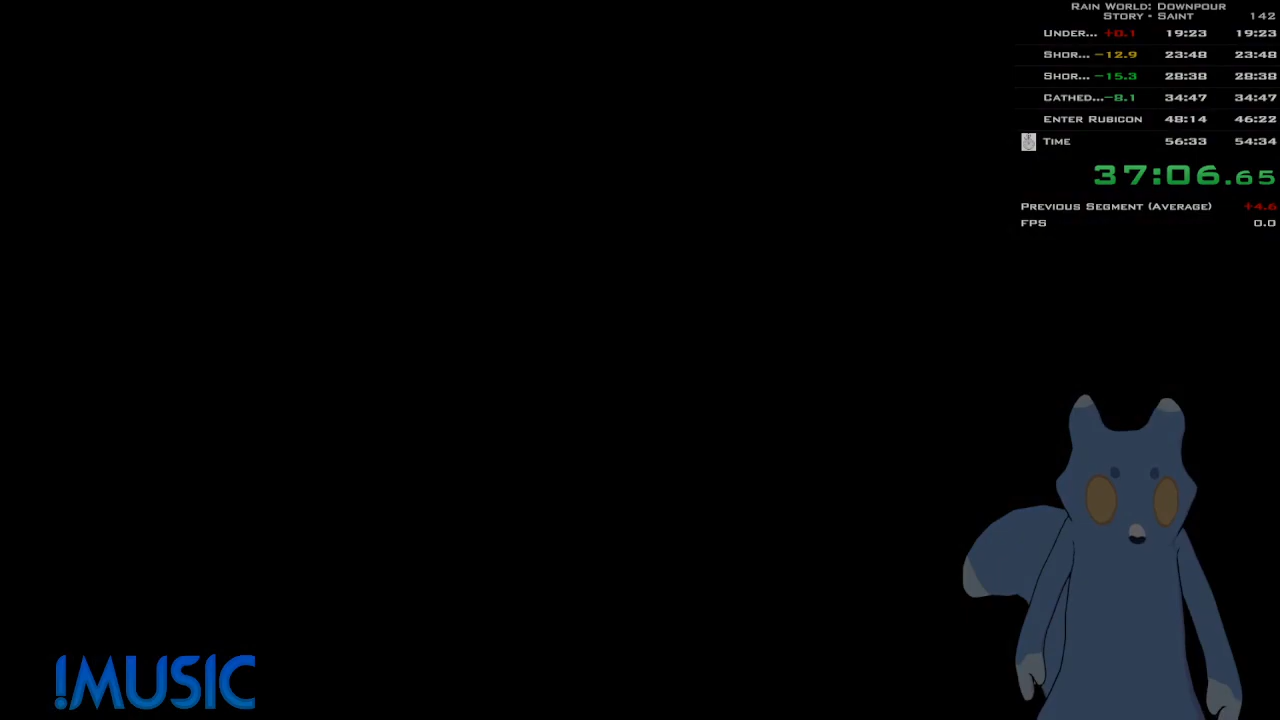 Rain World: Downpour
Story - Saint 142
Under... +0.1 19:23 19:23
Shor... -12.9 23:48 23:48
Shor... -15.3 28:38 28:38
Cathed... -8.1 34:47 34:47
Enter Rubicon 48:14 46:22
Time 56:33 54:34
37:06.65
Previous Segment (Average) +4.6
FPS 0.0
!MUSIC